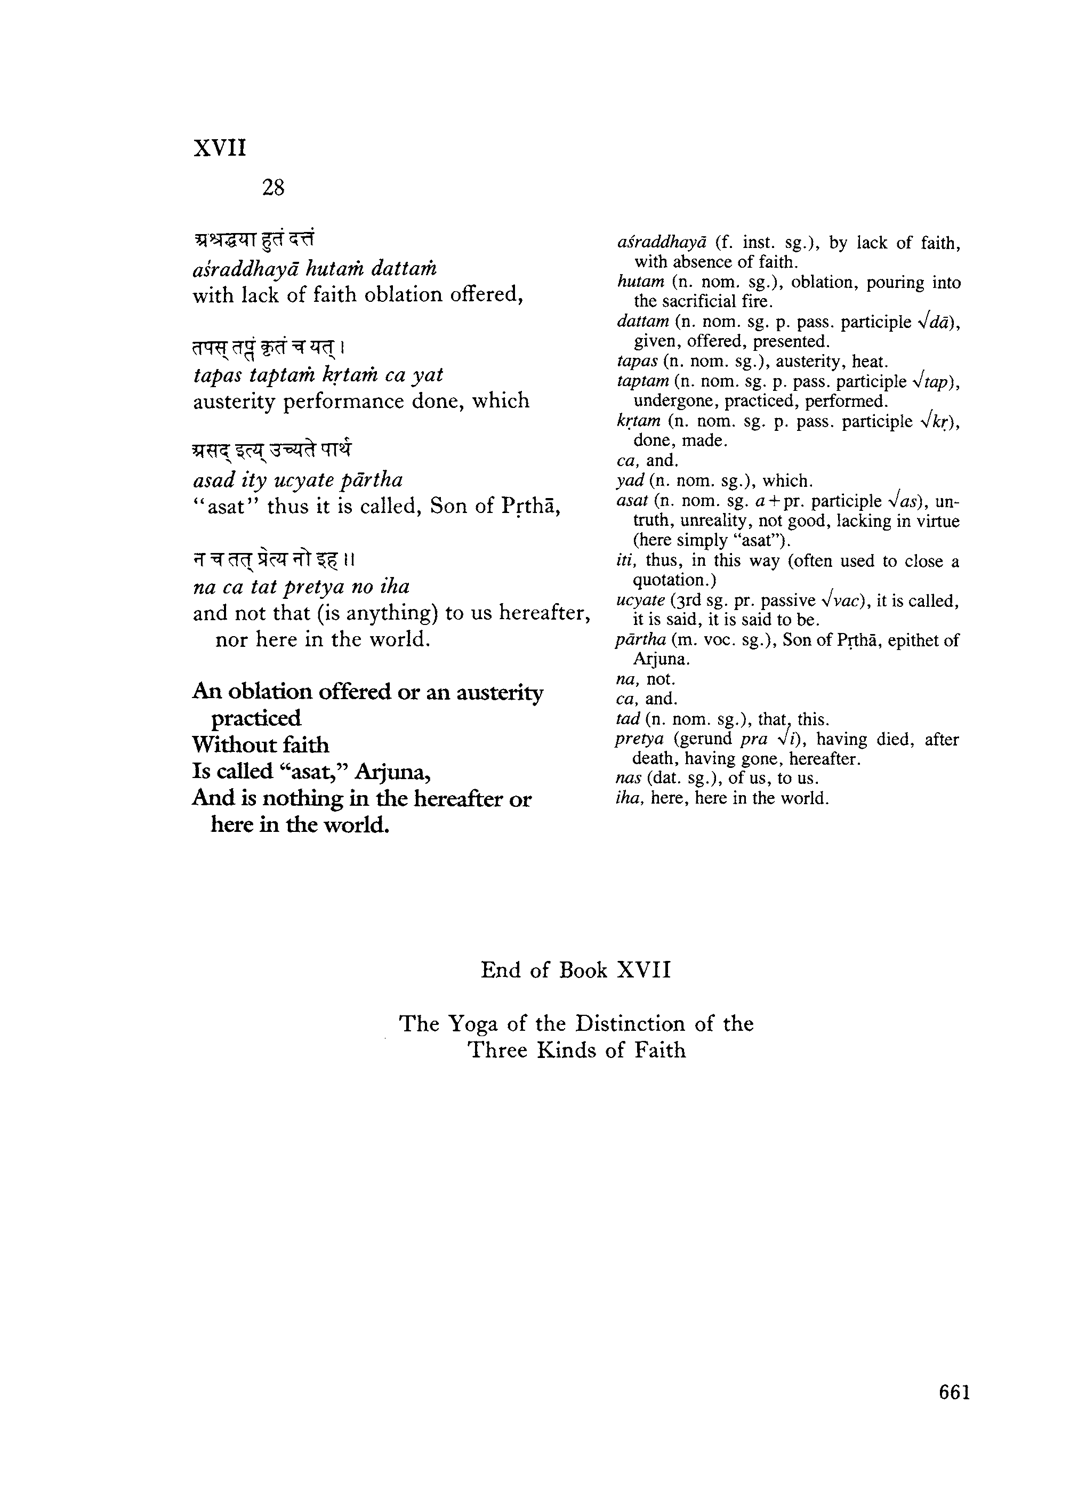 XVII
28
अश्रद्धया हुतं दत्तं
aśraddhayā hutaṁ dattaṁ
with lack of faith oblation offered,
तपस् तप्तं कृतं च यत् ।
tapas taptaṁ kṛtaṁ ca yat
austerity performance done, which
असद् इत्य् उच्यते पार्थ
asad ity ucyate pārtha
“asat” thus it is called, Son of Pṛthā,
न च तत् प्रेत्य नो इह ॥
na ca tat pretya no iha
and not that (is anything) to us hereafter,
nor here in the world.
An oblation offered or an austerity
practiced
Without faith
Is called “asat,” Arjuna,
And is nothing in the hereafter or
here in the world.
aśraddhayā (f. inst. sg.), by lack of faith,
with absence of faith.
hutam (n. nom. sg.), oblation, pouring into
the sacrificial fire.
dattam (n. nom. sg. p. pass. participle √dā),
given, offered, presented.
tapas (n. nom. sg.), austerity, heat.
taptam (n. nom. sg. p. pass. participle √tap),
undergone, practiced, performed.
kṛtam (n. nom. sg. p. pass. participle √kṛ),
done, made.
ca, and.
yad (n. nom. sg.), which.
asat (n. nom. sg. a + pr. participle √as), un-
truth, unreality, not good, lacking in virtue
(here simply “asat”).
iti, thus, in this way (often used to close a
quotation.)
ucyate (3rd sg. pr. passive √vac), it is called,
it is said, it is said to be.
pārtha (m. voc. sg.), Son of Pṛthā, epithet of
Arjuna.
na, not.
ca, and.
tad (n. nom. sg.), that, this.
pretya (gerund pra √i), having died, after
death, having gone, hereafter.
nas (dat. sg.), of us, to us.
iha, here, here in the world.
End of Book XVII
The Yoga of the Distinction of the
Three Kinds of Faith
661